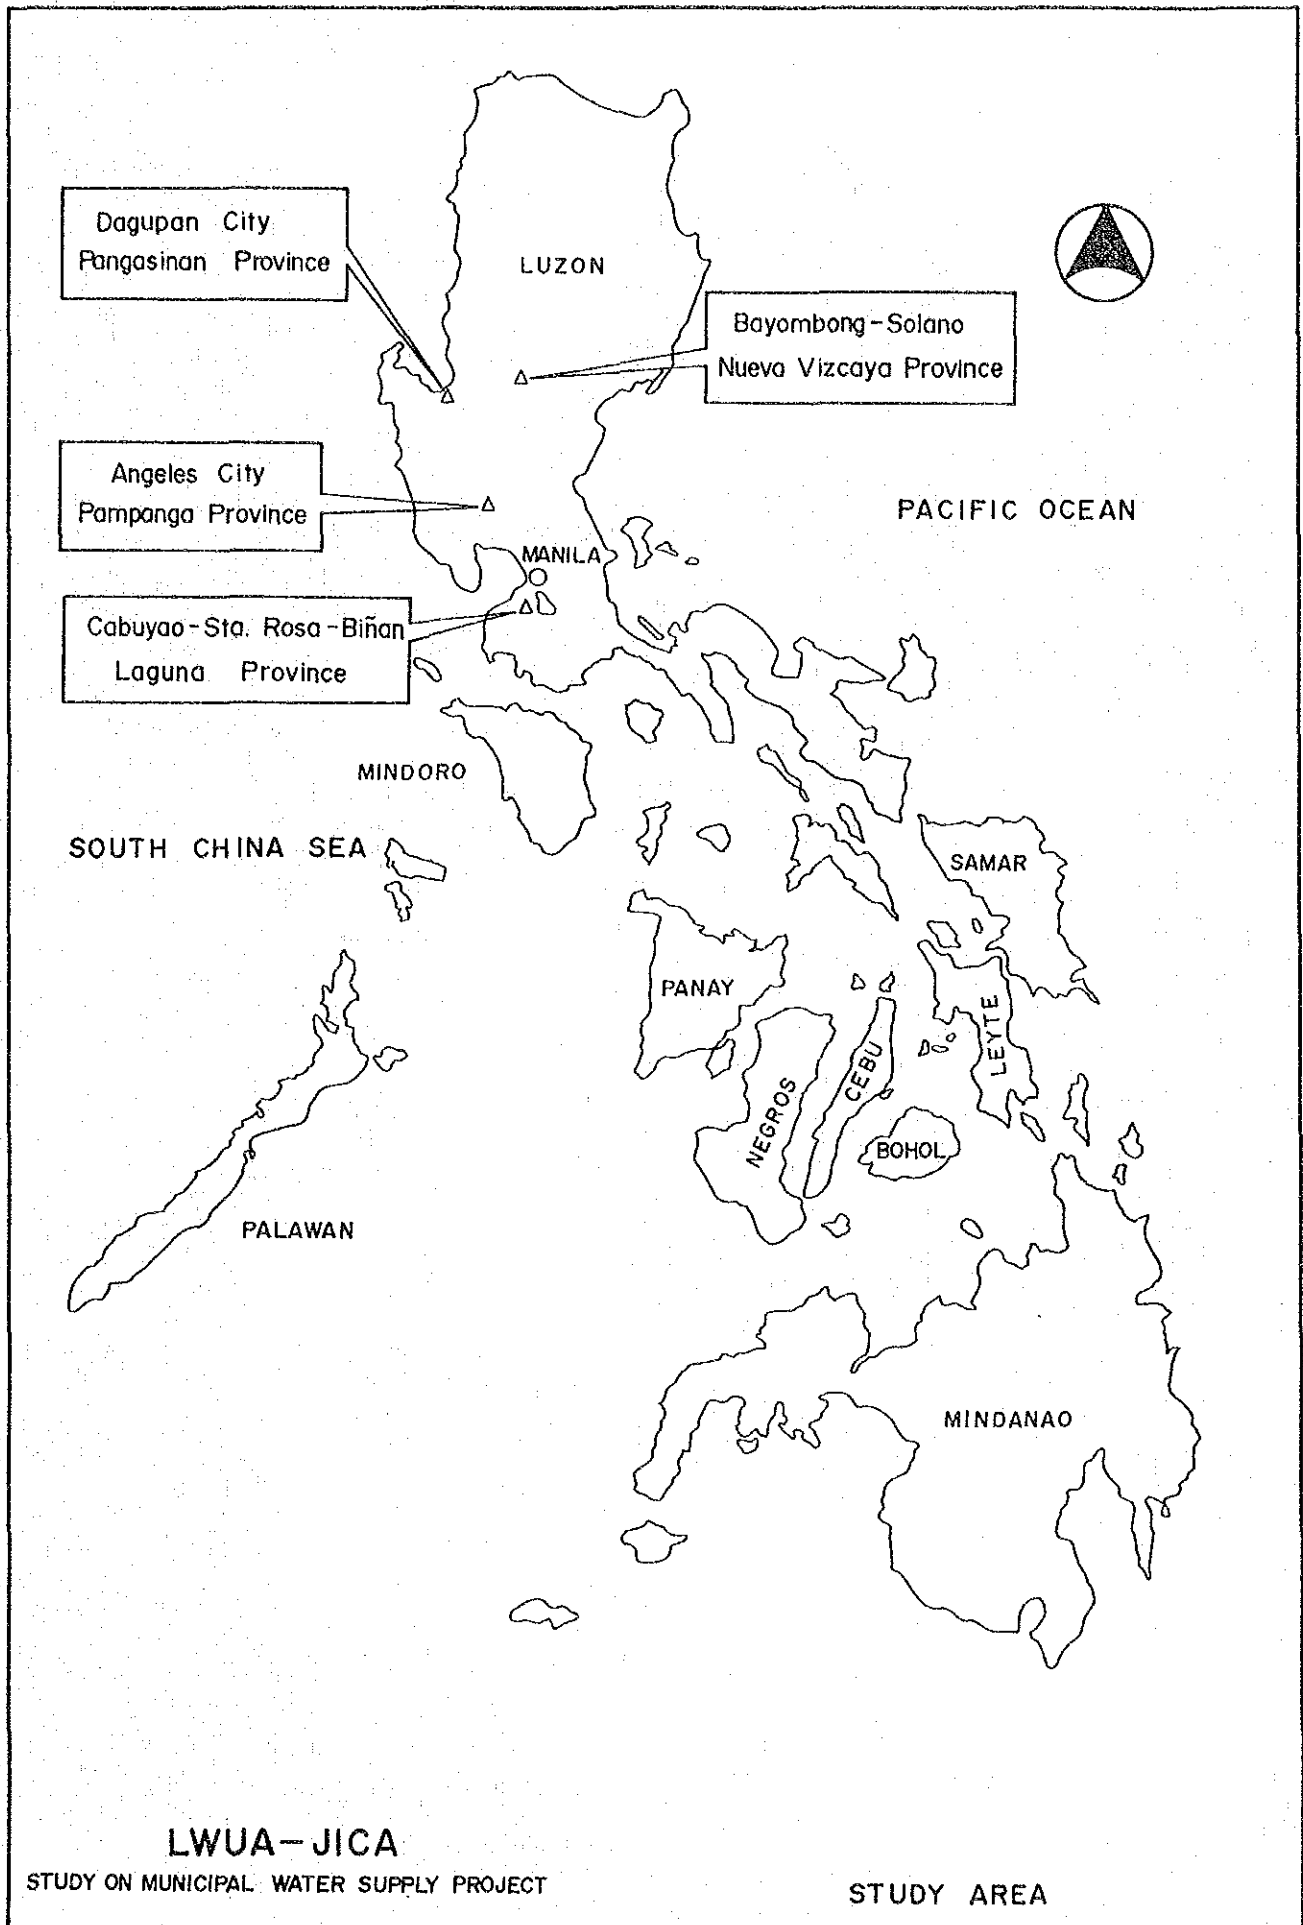 Dagupan City
Pangasinan Province
LUZON
Bayombong-Solano
Nueva Vizcaya Province
Angeles City
Pampanga Province
PACIFIC OCEAN
MANILA
Cabuyao-Sta. Rosa-Biñan
Laguna Province
MINDORO
SOUTH CHINA SEA
SAMAR
PANAY
LEYTE
CEBU
NEGROS
BOHOL
PALAWAN
MINDANAO
LWUA-JICA
STUDY ON MUNICIPAL WATER SUPPLY PROJECT
STUDY AREA